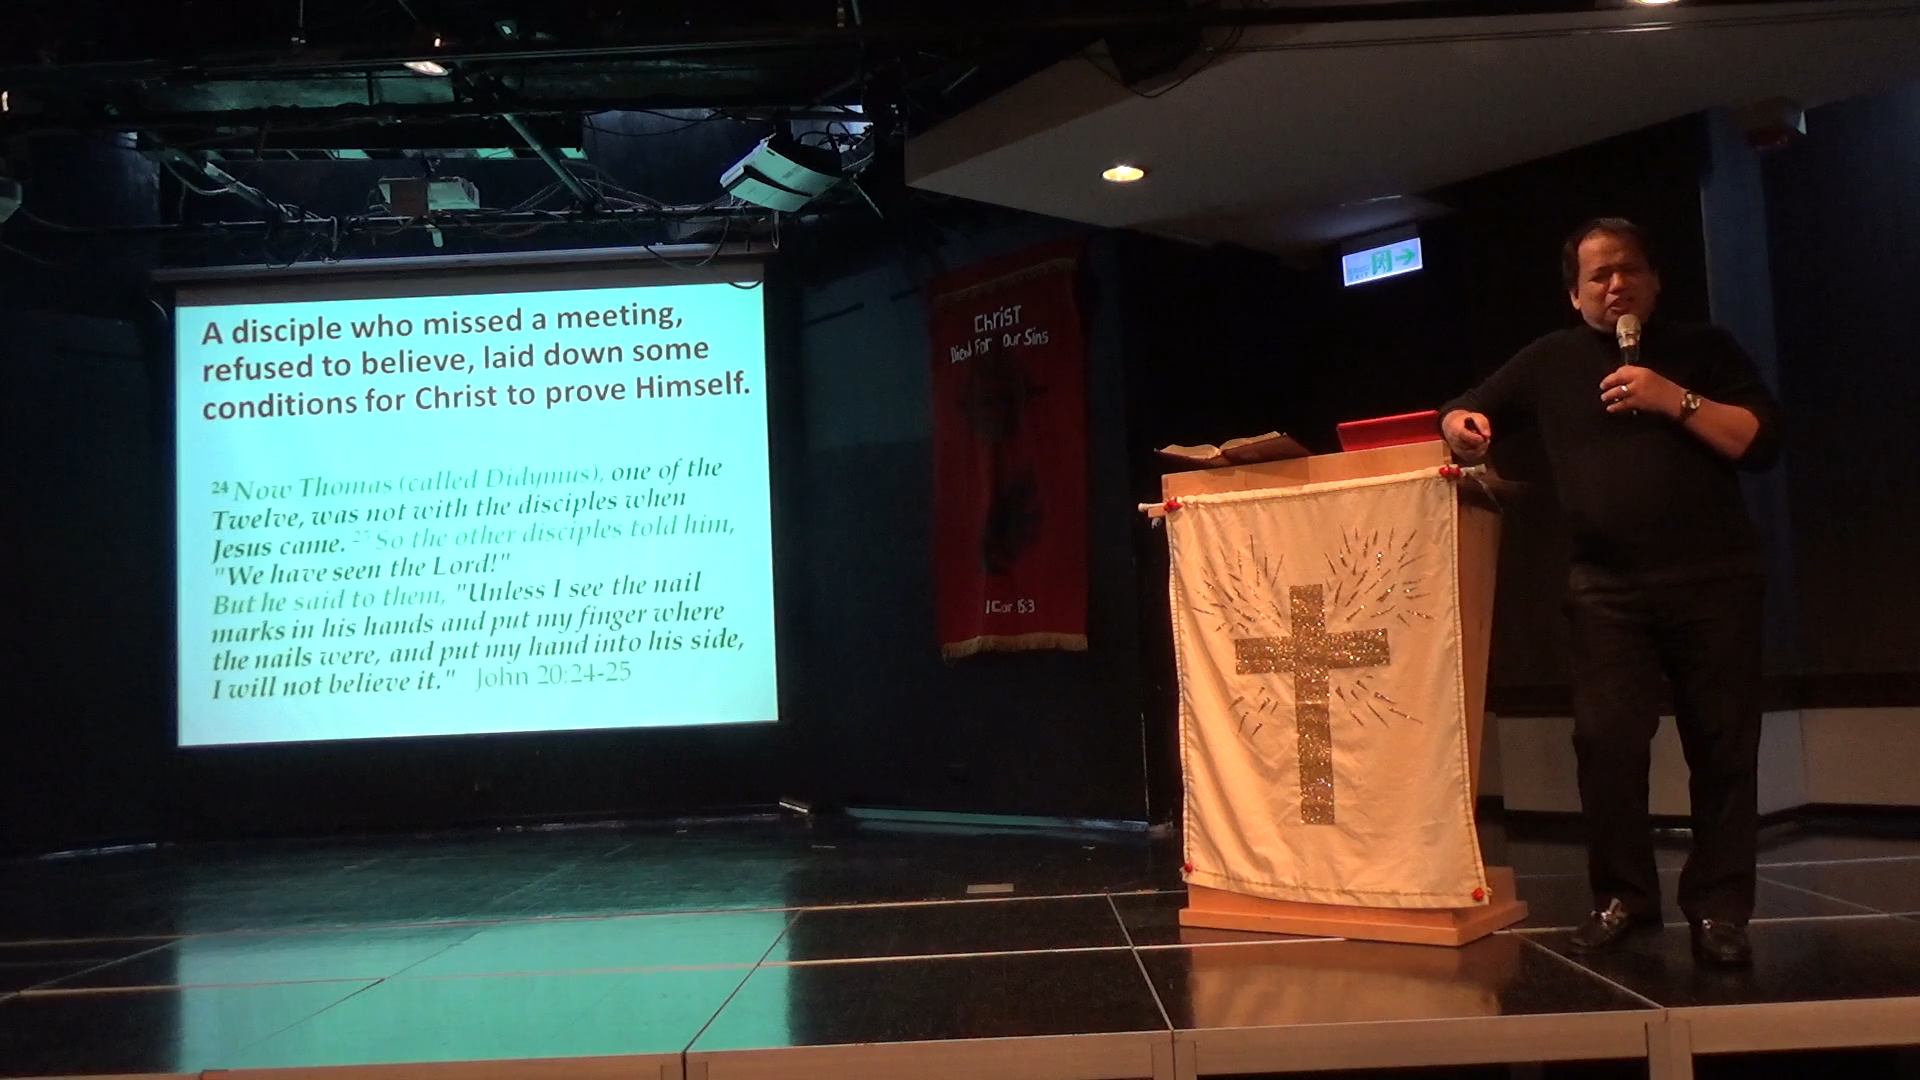 A disciple who missed a meeting,
refused to believe, laid down some
conditions for Christ to prove Himself.
24 Now Thomas (called Didymus), one of the
Twelve, was not with the disciples when
Jesus came. 25 So the other disciples told him,
"We have seen the Lord!"
But he said to them, "Unless I see the nail
marks in his hands and put my finger where
the nails were, and put my hand into his side,
I will not believe it." John 20:24-25
Christ
Died For Our Sins
1 Cor. 15:3
EXIT